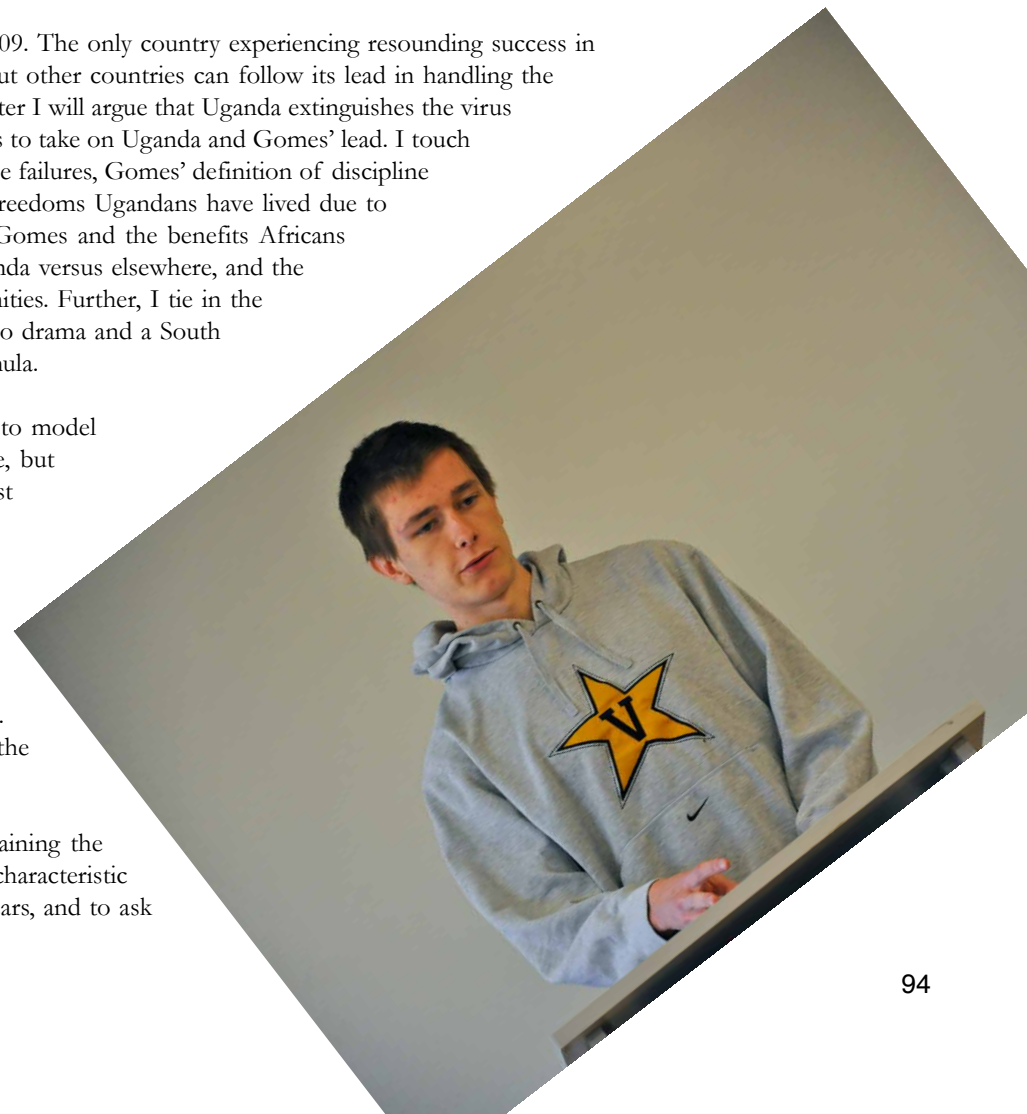 09. The only country experiencing resounding success in
ut other countries can follow its lead in handling the
ter I will argue that Uganda extinguishes the virus
s to take on Uganda and Gomes’ lead. I touch
e failures, Gomes’ definition of discipline
reedoms Ugandans have lived due to
Gomes and the benefits Africans
nda versus elsewhere, and the
nities. Further, I tie in the
o drama and a South
nula.
to model
e, but
st
.
the
aining the
characteristic
ars, and to ask
V
94